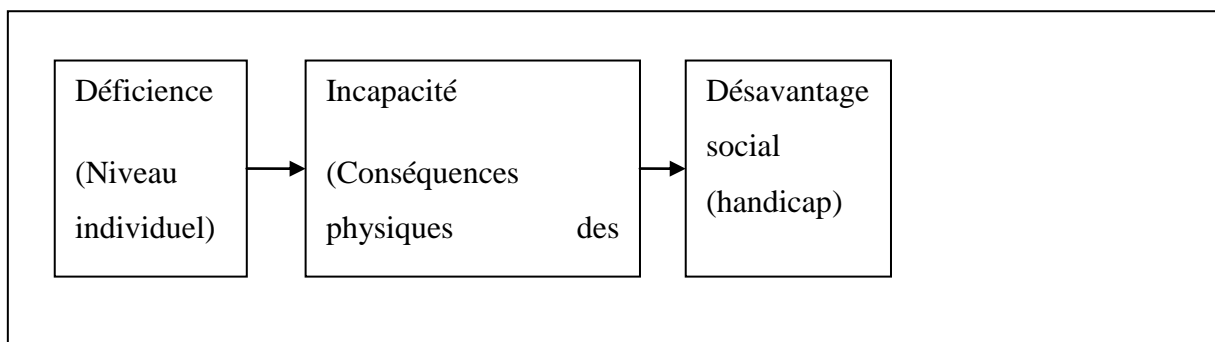 Déficience
(Niveau
individuel)
Incapacité
(Conséquences
physiques des
Désavantage
social
(handicap)